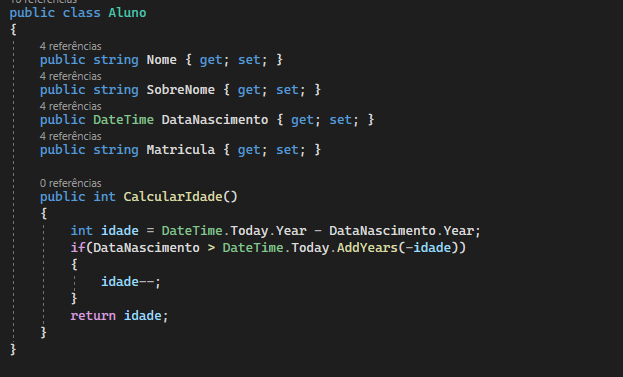 10 referências
public class Aluno
{
4 referências
public string Nome { get; set; }
4 referências
public string SobreNome { get; set; }
4 referências
public DateTime DataNascimento { get; set; }
4 referências
public string Matricula { get; set; }
0 referências
public int CalcularIdade()
{
int idade = DateTime.Today.Year - DataNascimento.Year;
if(DataNascimento > DateTime.Today.AddYears(-idade))
{
idade--;
}
return idade;
}
}